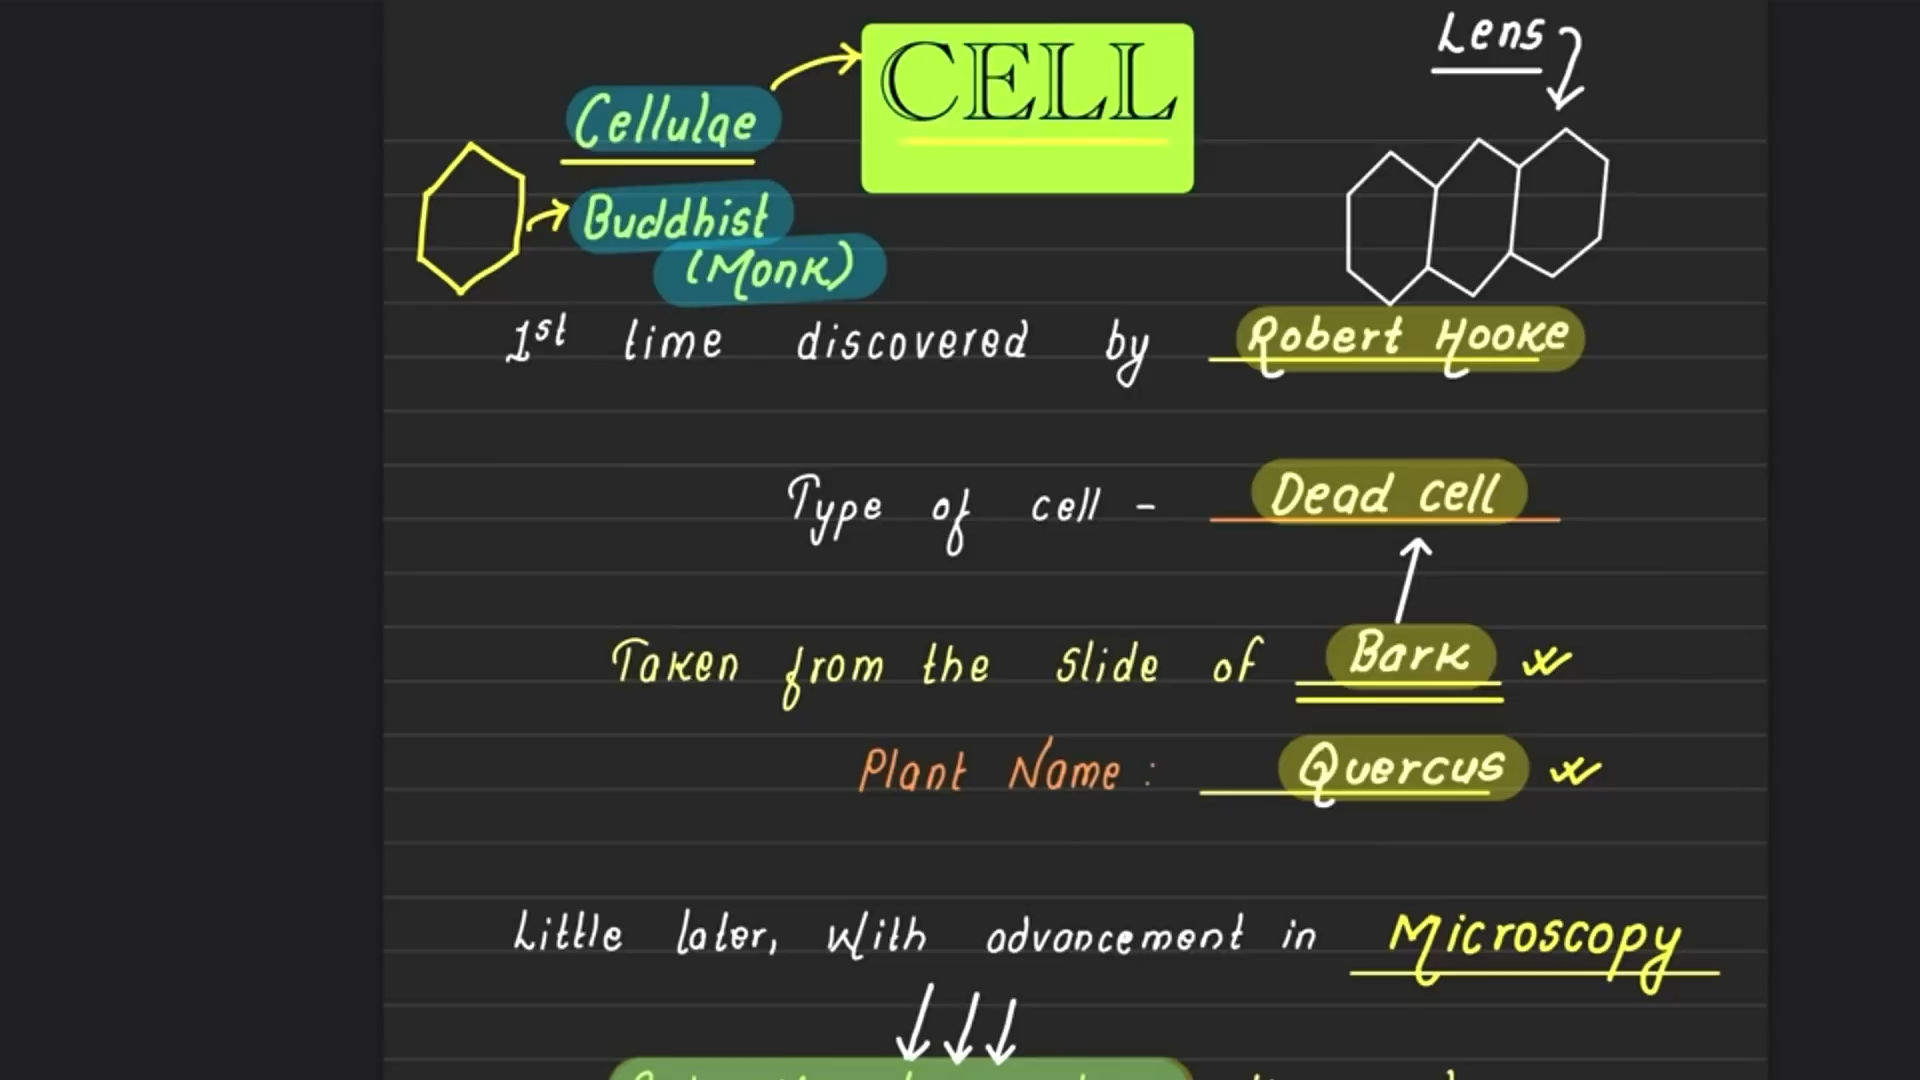 CELL
Lens
Cellulae
Buddhist
(Monk)
1st time discovered by Robert Hooke
Type of cell - Dead cell
Taken from the slide of Bark
Plant Name : Quercus
Little later, With advancement in Microscopy